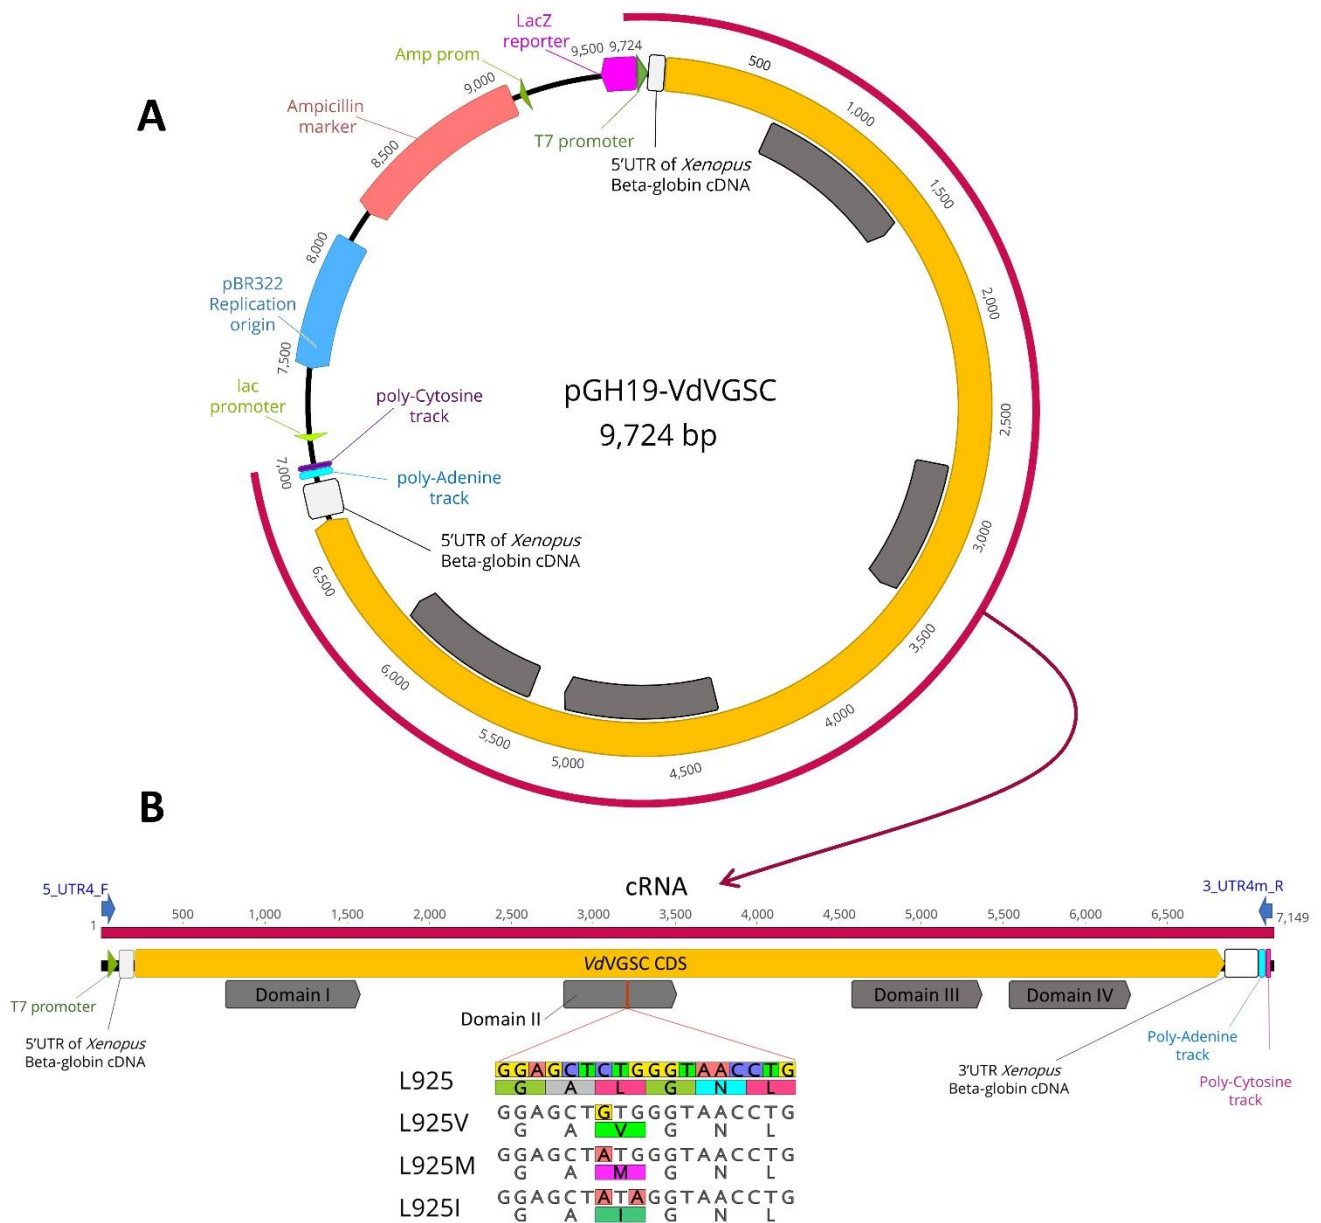 A
LacZ
reporter
9,500
9,724
Amp prom
9,000
500
Ampicillin
marker
8,500
T7 promoter
5'UTR of Xenopus
Beta-globin cDNA
1,000
1,500
8,000
pBR322
Replication
origin
7,500
2,000
lac
promoter
poly-Cytosine
track
pGH19-VdVGSC
9,724 bp
2,500
7,000
poly-Adenine
track
5'UTR of Xenopus
Beta-globin cDNA
3,000
6,500
3,500
6,000
4,000
5,500
5,000
4,500
B
cRNA
5_UTR4_F
3_UTR4m_R
1
500
1,000
1,500
2,000
2,500
3,000
3,500
4,000
4,500
5,000
5,500
6,000
6,500
7,149
VdVGSC CDS
T7 promoter
Domain I
Domain II
Domain III
Domain IV
5'UTR of Xenopus
Beta-globin cDNA
3'UTR Xenopus
Beta-globin cDNA
Poly-Adenine
track
Poly-Cytosine
track
L925
GGAGCTCTGGGTAACCTG
G A L G N L
L925V
GGAGCTGTGGGTAACCTG
G A V G N L
L925M
GGAGCTATGGGTAACCTG
G A M G N L
L925I
GGAGCTATAGGTAACCTG
G A I G N L